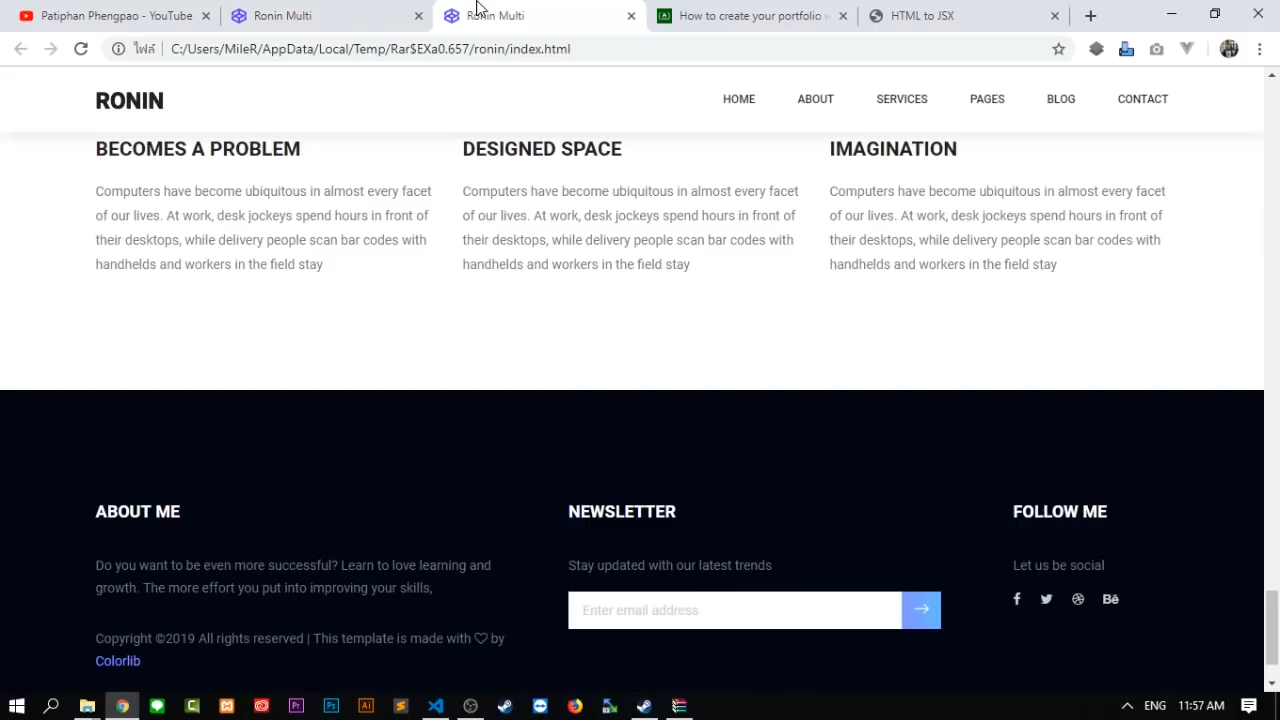 Patiphan Phengpao - YouTube
Ronin Multi
Ronin Multi
How to create your portfolio
HTML to JSX
ไฟล์
C:/Users/MileR/AppData/Local/Temp/Rar$EXa0.657/ronin/index.html
RONIN
HOME
ABOUT
SERVICES
PAGES
BLOG
CONTACT
BECOMES A PROBLEM
Computers have become ubiquitous in almost every facet
of our lives. At work, desk jockeys spend hours in front of
their desktops, while delivery people scan bar codes with
handhelds and workers in the field stay
DESIGNED SPACE
Computers have become ubiquitous in almost every facet
of our lives. At work, desk jockeys spend hours in front of
their desktops, while delivery people scan bar codes with
handhelds and workers in the field stay
IMAGINATION
Computers have become ubiquitous in almost every facet
of our lives. At work, desk jockeys spend hours in front of
their desktops, while delivery people scan bar codes with
handhelds and workers in the field stay
ABOUT ME
Do you want to be even more successful? Learn to love learning and
growth. The more effort you put into improving your skills,
Copyright ©2019 All rights reserved | This template is made with ♡ by
Colorlib
NEWSLETTER
Stay updated with our latest trends
Enter email address
FOLLOW ME
Let us be social
ENG
11:57 AM